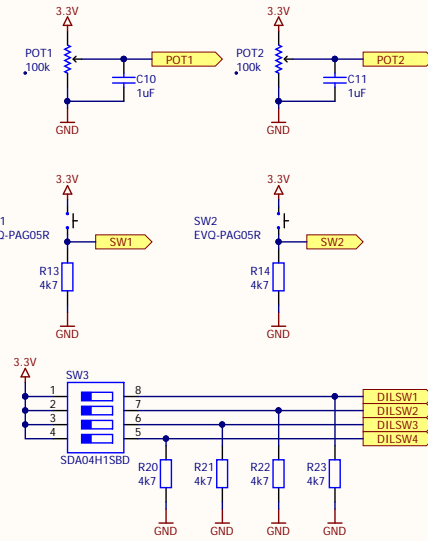 3.3V
3.3V
POT1
100k
POT1
POT2
100k
POT2
C10
1uF
C11
1uF
GND
GND
3.3V
3.3V
1
Q-PAG05R
SW1
SW2
EVQ-PAG05R
SW2
R13
4k7
R14
4k7
GND
GND
3.3V
SW3
1
2
3
4
8
7
6
5
SDA04H1SBD
DILSW1
DILSW2
DILSW3
DILSW4
R20
4k7
R21
4k7
R22
4k7
R23
4k7
GND
GND
GND
GND